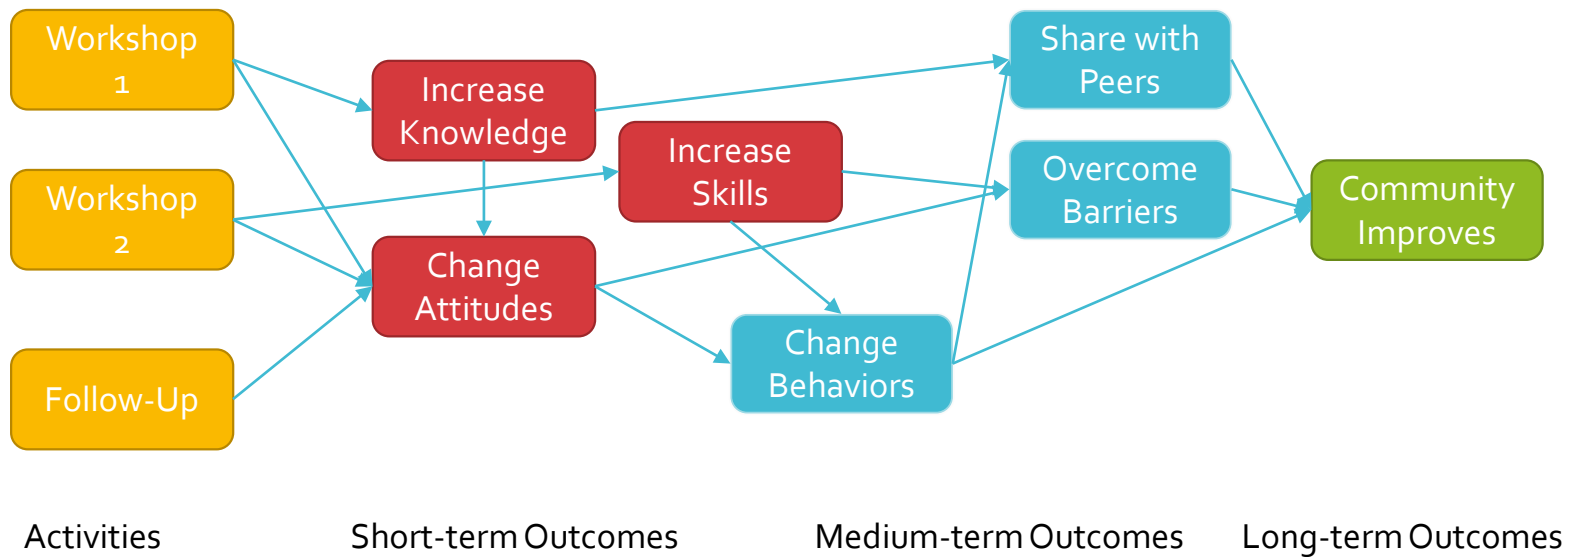 Workshop
1
Workshop
2
Follow-Up
Increase
Knowledge
Change
Attitudes
Increase
Skills
Change
Behaviors
Share with
Peers
Overcome
Barriers
Community
Improves
Activities
Short-term Outcomes
Medium-term Outcomes
Long-term Outcomes